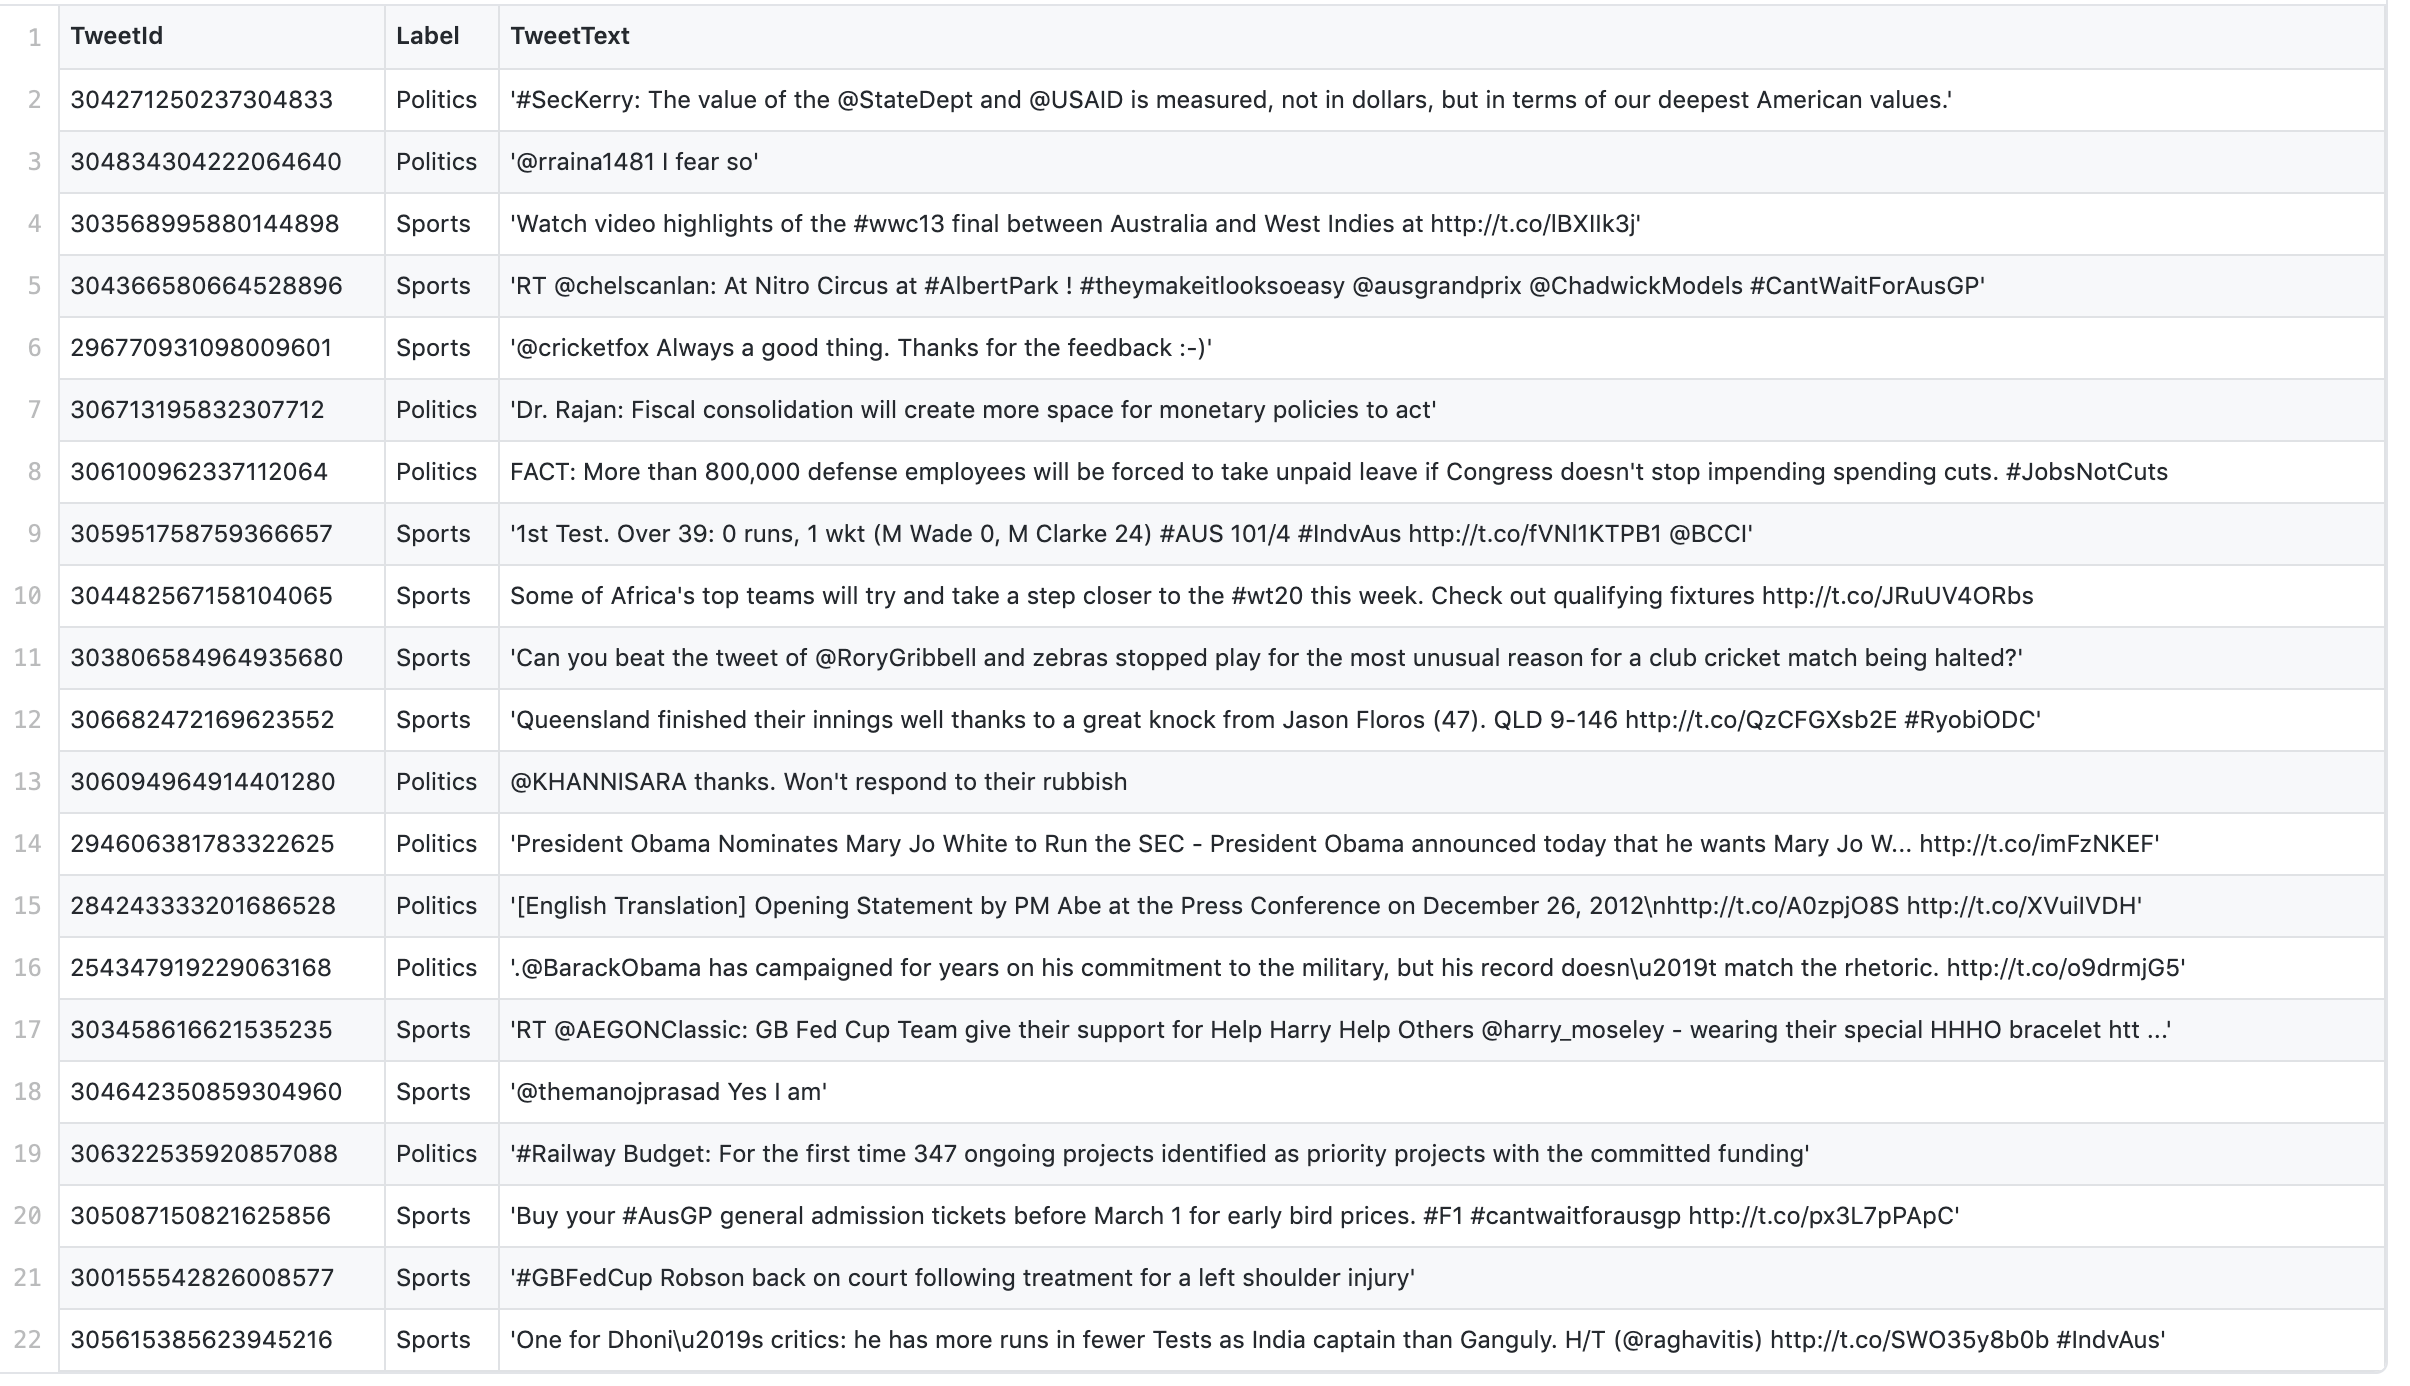 1 TweetId Label TweetText
2 304271250237304833 Politics '#SecKerry: The value of the @StateDept and @USAID is measured, not in dollars, but in terms of our deepest American values.'
3 304834304222064640 Politics '@rraina1481 I fear so'
4 303568995880144898 Sports 'Watch video highlights of the #wwc13 final between Australia and West Indies at http://t.co/lBXIIk3j'
5 304366580664528896 Sports 'RT @chelscanlan: At Nitro Circus at #AlbertPark ! #theymakeitlooksoeasy @ausgrandprix @ChadwickModels #CantWaitForAusGP'
6 296770931098009601 Sports '@cricketfox Always a good thing. Thanks for the feedback :-)'
7 306713195832307712 Politics 'Dr. Rajan: Fiscal consolidation will create more space for monetary policies to act'
8 306100962337112064 Politics FACT: More than 800,000 defense employees will be forced to take unpaid leave if Congress doesn't stop impending spending cuts. #JobsNotCuts
9 305951758759366657 Sports '1st Test. Over 39: 0 runs, 1 wkt (M Wade 0, M Clarke 24) #AUS 101/4 #IndvAus http://t.co/fVNl1KTPB1 @BCCI'
10 304482567158104065 Sports Some of Africa's top teams will try and take a step closer to the #wt20 this week. Check out qualifying fixtures http://t.co/JRuUV4ORbs
11 303806584964935680 Sports 'Can you beat the tweet of @RoryGribbell and zebras stopped play for the most unusual reason for a club cricket match being halted?'
12 306682472169623552 Sports 'Queensland finished their innings well thanks to a great knock from Jason Floros (47). QLD 9-146 http://t.co/QzCFGXsb2E #RyobiODC'
13 306094964914401280 Politics @KHANNISARA thanks. Won't respond to their rubbish
14 294606381783322625 Politics 'President Obama Nominates Mary Jo White to Run the SEC - President Obama announced today that he wants Mary Jo W... http://t.co/imFzNKEF'
15 284243333201686528 Politics '[English Translation] Opening Statement by PM Abe at the Press Conference on December 26, 2012\nhttp://t.co/A0zpjO8S http://t.co/XVuiIVDH'
16 254347919229063168 Politics '.@BarackObama has campaigned for years on his commitment to the military, but his record doesn\u2019t match the rhetoric. http://t.co/o9drmjG5'
17 303458616621535235 Sports 'RT @AEGONClassic: GB Fed Cup Team give their support for Help Harry Help Others @harry_moseley - wearing their special HHHO bracelet htt ...'
18 304642350859304960 Sports '@themanojprasad Yes I am'
19 306322535920857088 Politics '#Railway Budget: For the first time 347 ongoing projects identified as priority projects with the committed funding'
20 305087150821625856 Sports 'Buy your #AusGP general admission tickets before March 1 for early bird prices. #F1 #cantwaitforausgp http://t.co/px3L7pPApC'
21 300155542826008577 Sports '#GBFedCup Robson back on court following treatment for a left shoulder injury'
22 305615385623945216 Sports 'One for Dhoni\u2019s critics: he has more runs in fewer Tests as India captain than Ganguly. H/T (@raghavitis) http://t.co/SWO35y8b0b #IndvAus'